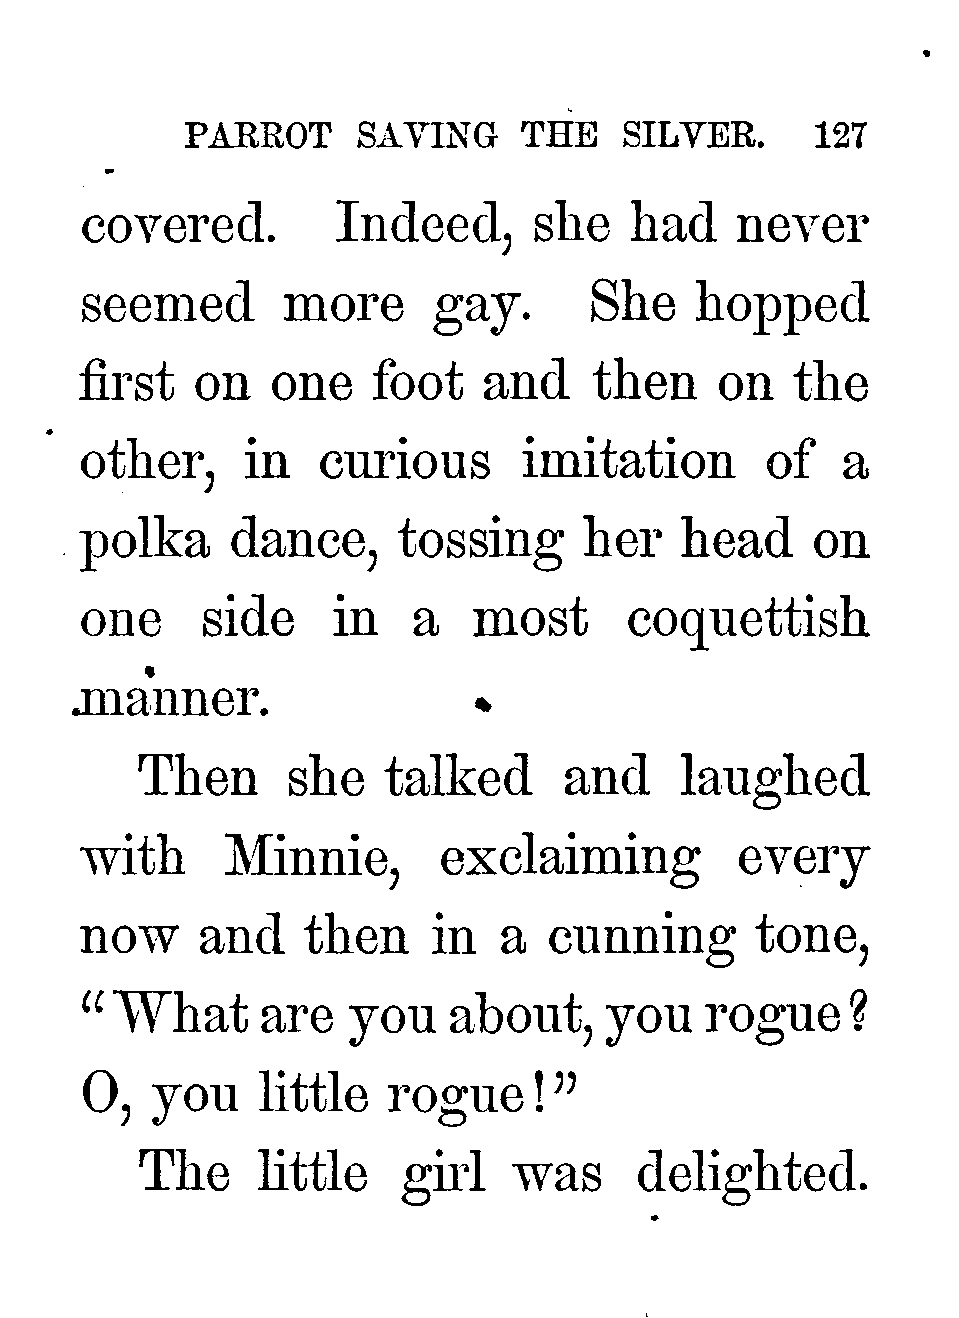 PARROT SAVING THE SILVER. 127
covered. Indeed, she had never
seemed more gay. She hopped
first on one foot and then on the
other, in curious imitation of a
polka dance, tossing her head on
one side in a most coquettish
manner.
Then she talked and laughed
with Minnie, exclaiming every
now and then in a cunning tone,
“What are you about, you rogue?
O, you little rogue!”
The little girl was delighted.